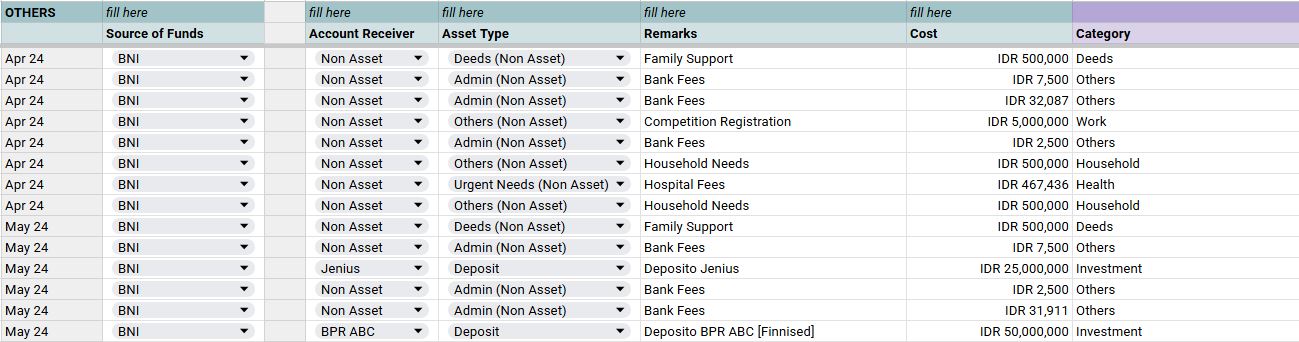 OTHERS fill here fill here fill here fill here fill here
Source of Funds Account Receiver Asset Type Remarks Cost Category
Apr 24 BNI Non Asset Deeds (Non Asset) Family Support IDR 500,000 Deeds
Apr 24 BNI Non Asset Admin (Non Asset) Bank Fees IDR 7,500 Others
Apr 24 BNI Non Asset Admin (Non Asset) Bank Fees IDR 32,087 Others
Apr 24 BNI Non Asset Others (Non Asset) Competition Registration IDR 5,000,000 Work
Apr 24 BNI Non Asset Admin (Non Asset) Bank Fees IDR 2,500 Others
Apr 24 BNI Non Asset Others (Non Asset) Household Needs IDR 500,000 Household
Apr 24 BNI Non Asset Urgent Needs (Non Asset) Hospital Fees IDR 467,436 Health
Apr 24 BNI Non Asset Others (Non Asset) Household Needs IDR 500,000 Household
May 24 BNI Non Asset Deeds (Non Asset) Family Support IDR 500,000 Deeds
May 24 BNI Non Asset Admin (Non Asset) Bank Fees IDR 7,500 Others
May 24 BNI Jenius Deposit Deposito Jenius IDR 25,000,000 Investment
May 24 BNI Non Asset Admin (Non Asset) Bank Fees IDR 2,500 Others
May 24 BNI Non Asset Admin (Non Asset) Bank Fees IDR 31,911 Others
May 24 BNI BPR ABC Deposit Deposito BPR ABC [Finnised] IDR 50,000,000 Investment